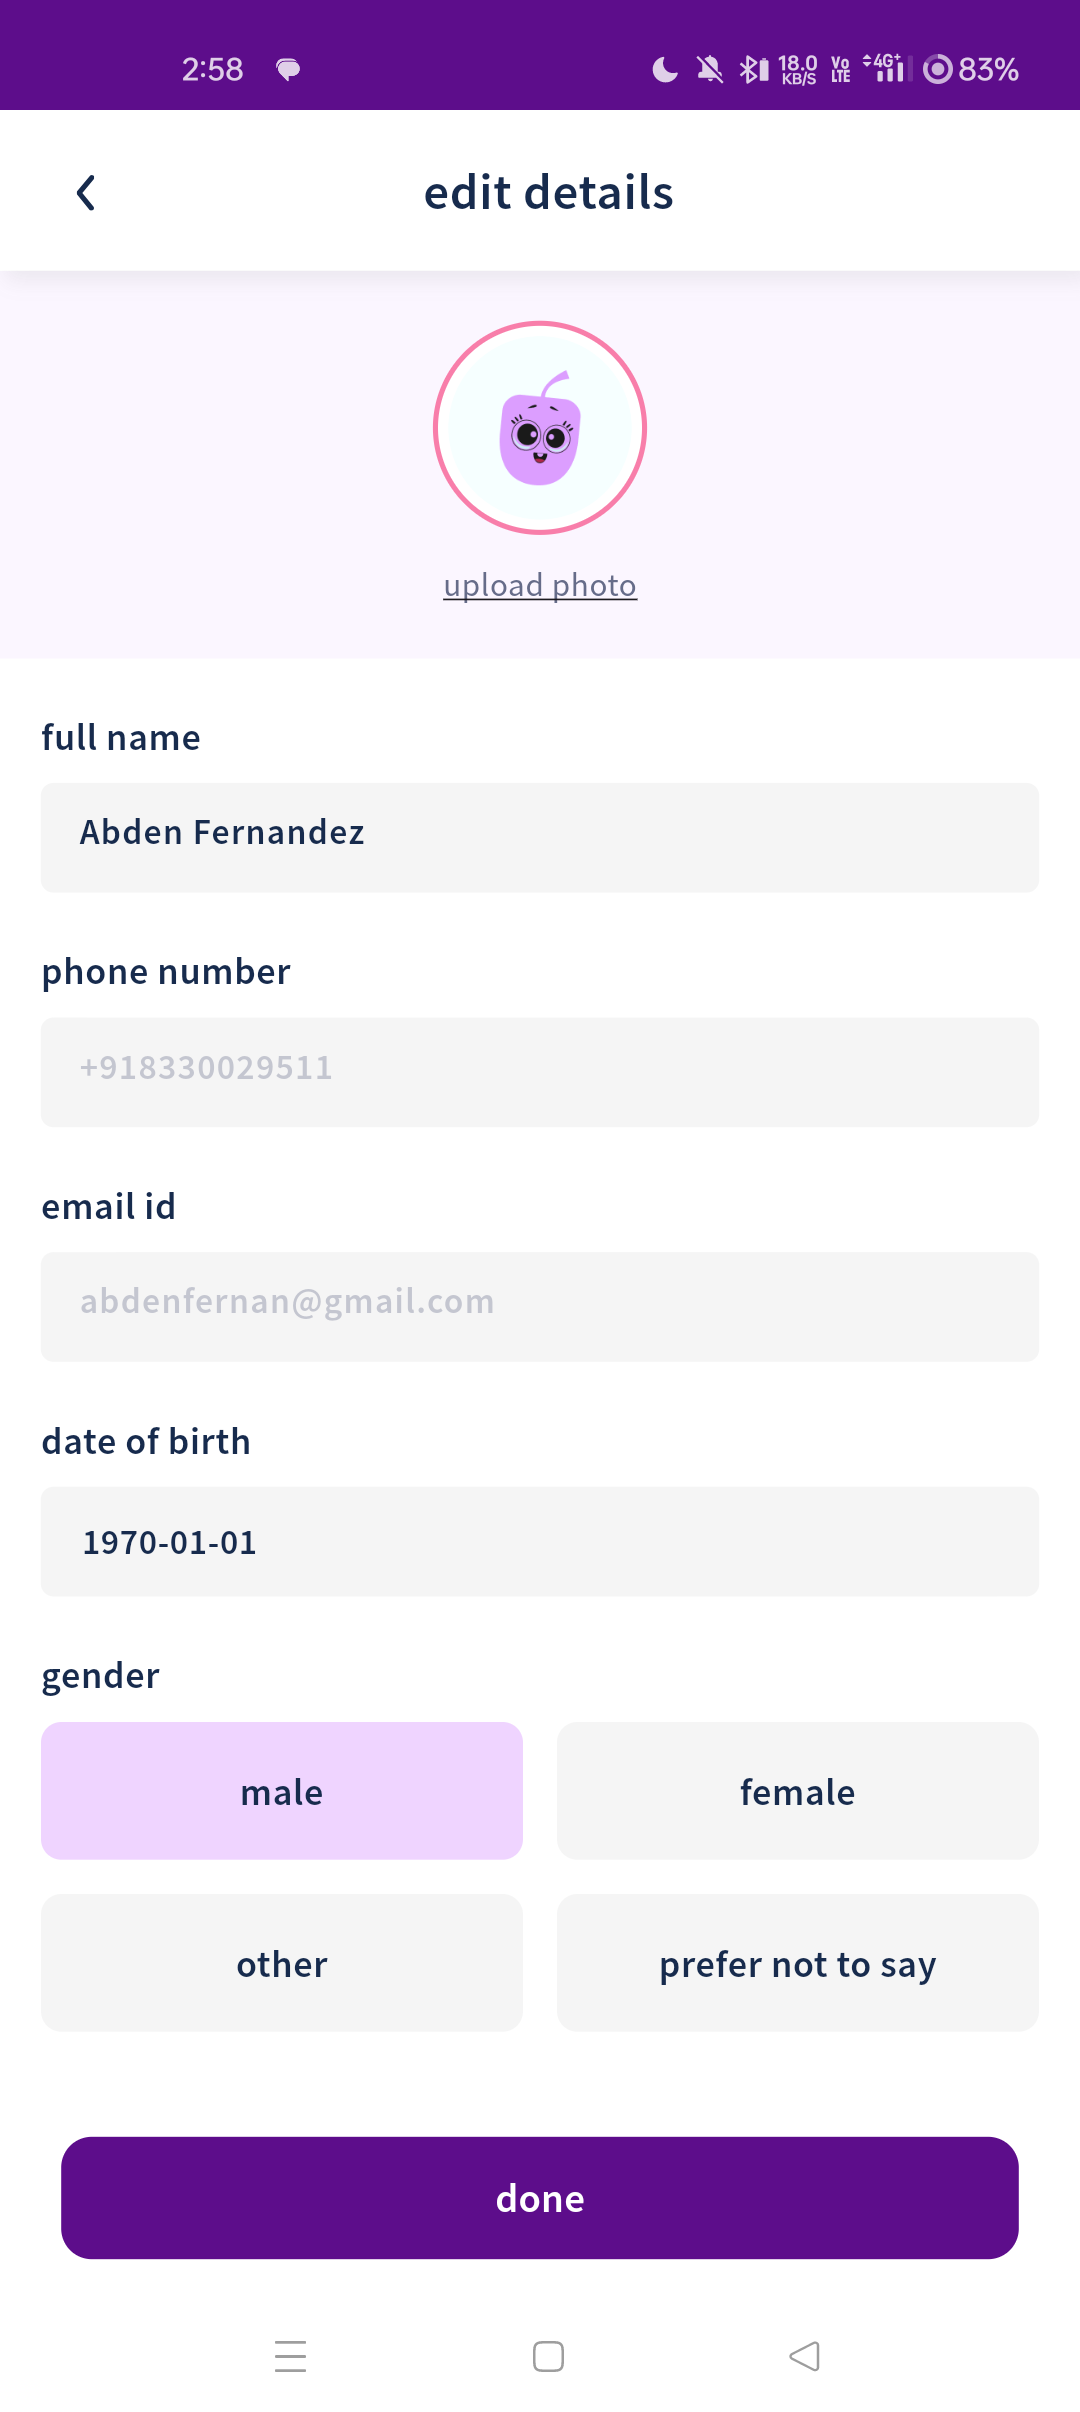 2:58
18.0
KB/S
Vo
LTE
4G+
83%
edit details
upload photo
full name
Abden Fernandez
phone number
+918330029511
email id
abdenfernan@gmail.com
date of birth
1970-01-01
gender
male
female
other
prefer not to say
done